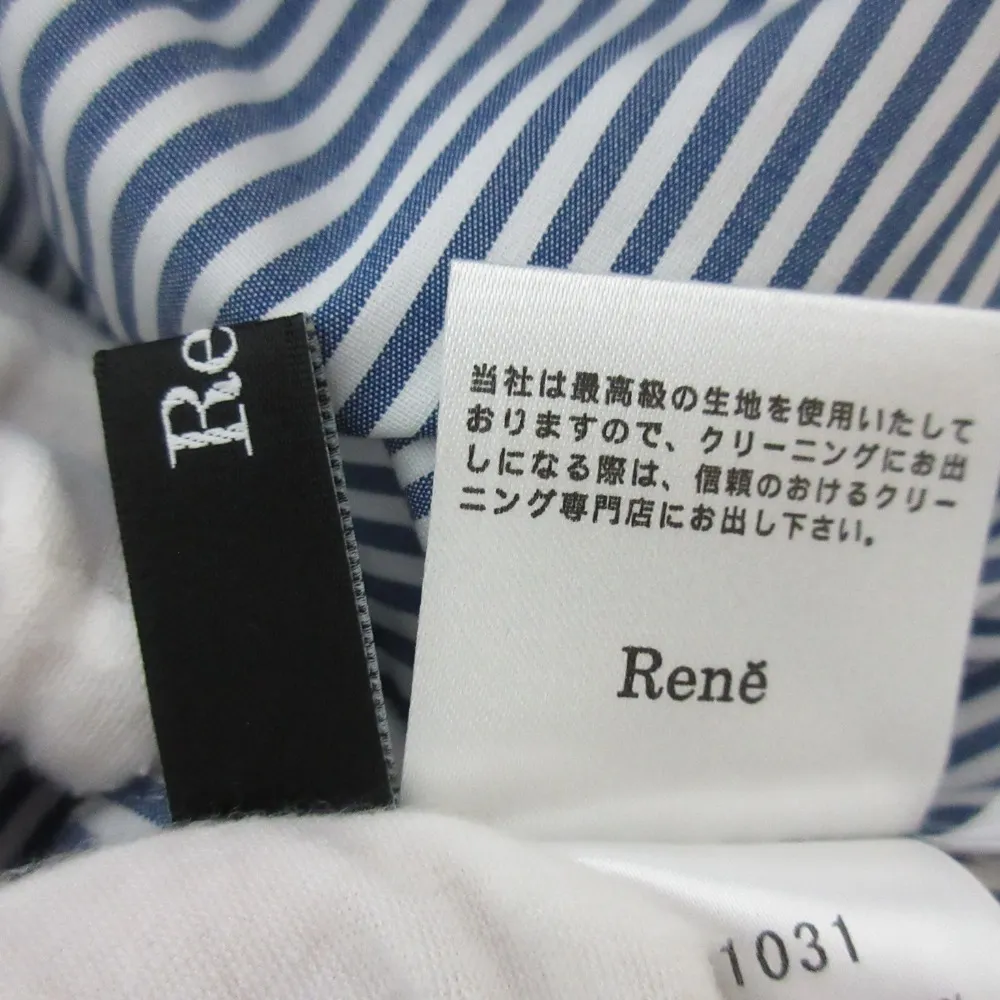 Re
当社は最高級の生地を使用いたして
おりますので、クリーニングにお出
しになる際は、信頼のおけるクリー
ニング専門店にお出し下さい。
Reně
1031